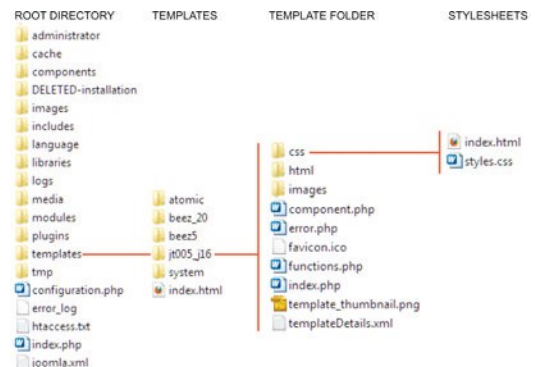 ROOT DIRECTORY
administrator
cache
components
DELETED-installation
images
includes
language
libraries
logs
media
modules
plugins
templates
tmp
configuration.php
error_log
htaccess.txt
index.php
joomla.xml
TEMPLATES
atomic
beez_20
beez5
jt005_j16
system
index.html
TEMPLATE FOLDER
css
html
images
component.php
error.php
favicon.ico
functions.php
index.php
template_thumbnail.png
templateDetails.xml
STYLESHEETS
index.html
styles.css